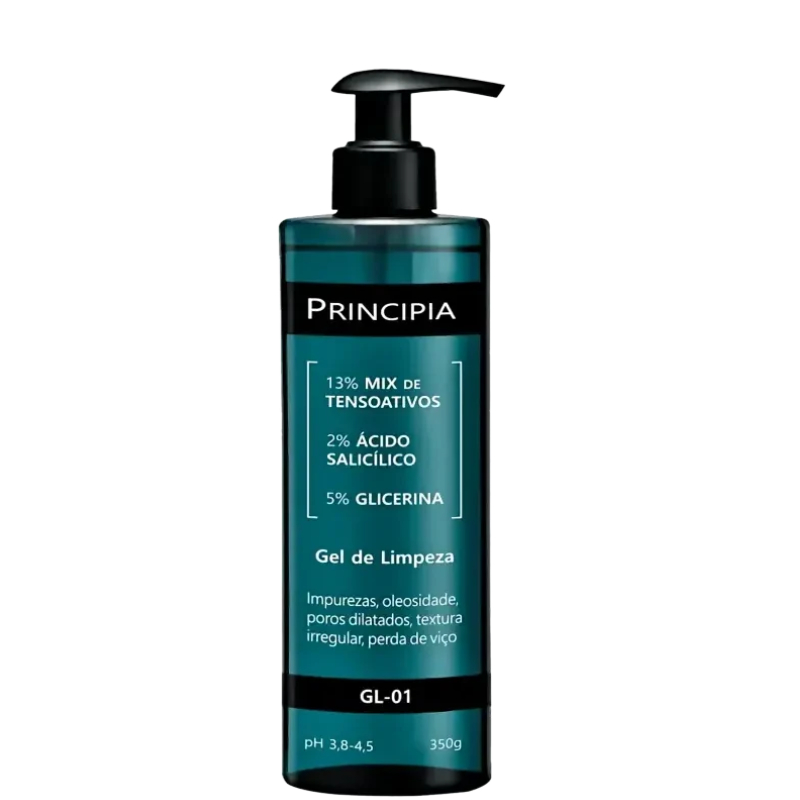 PRINCIPIA
13% MIX DE
TENSOATIVOS
2% ÁCIDO
SALICÍLICO
5% GLICERINA
Gel de Limpeza
Impurezas, oleosidade,
poros dilatados, textura
irregular, perda de viço
GL-01
pH 3,8-4,5 350g